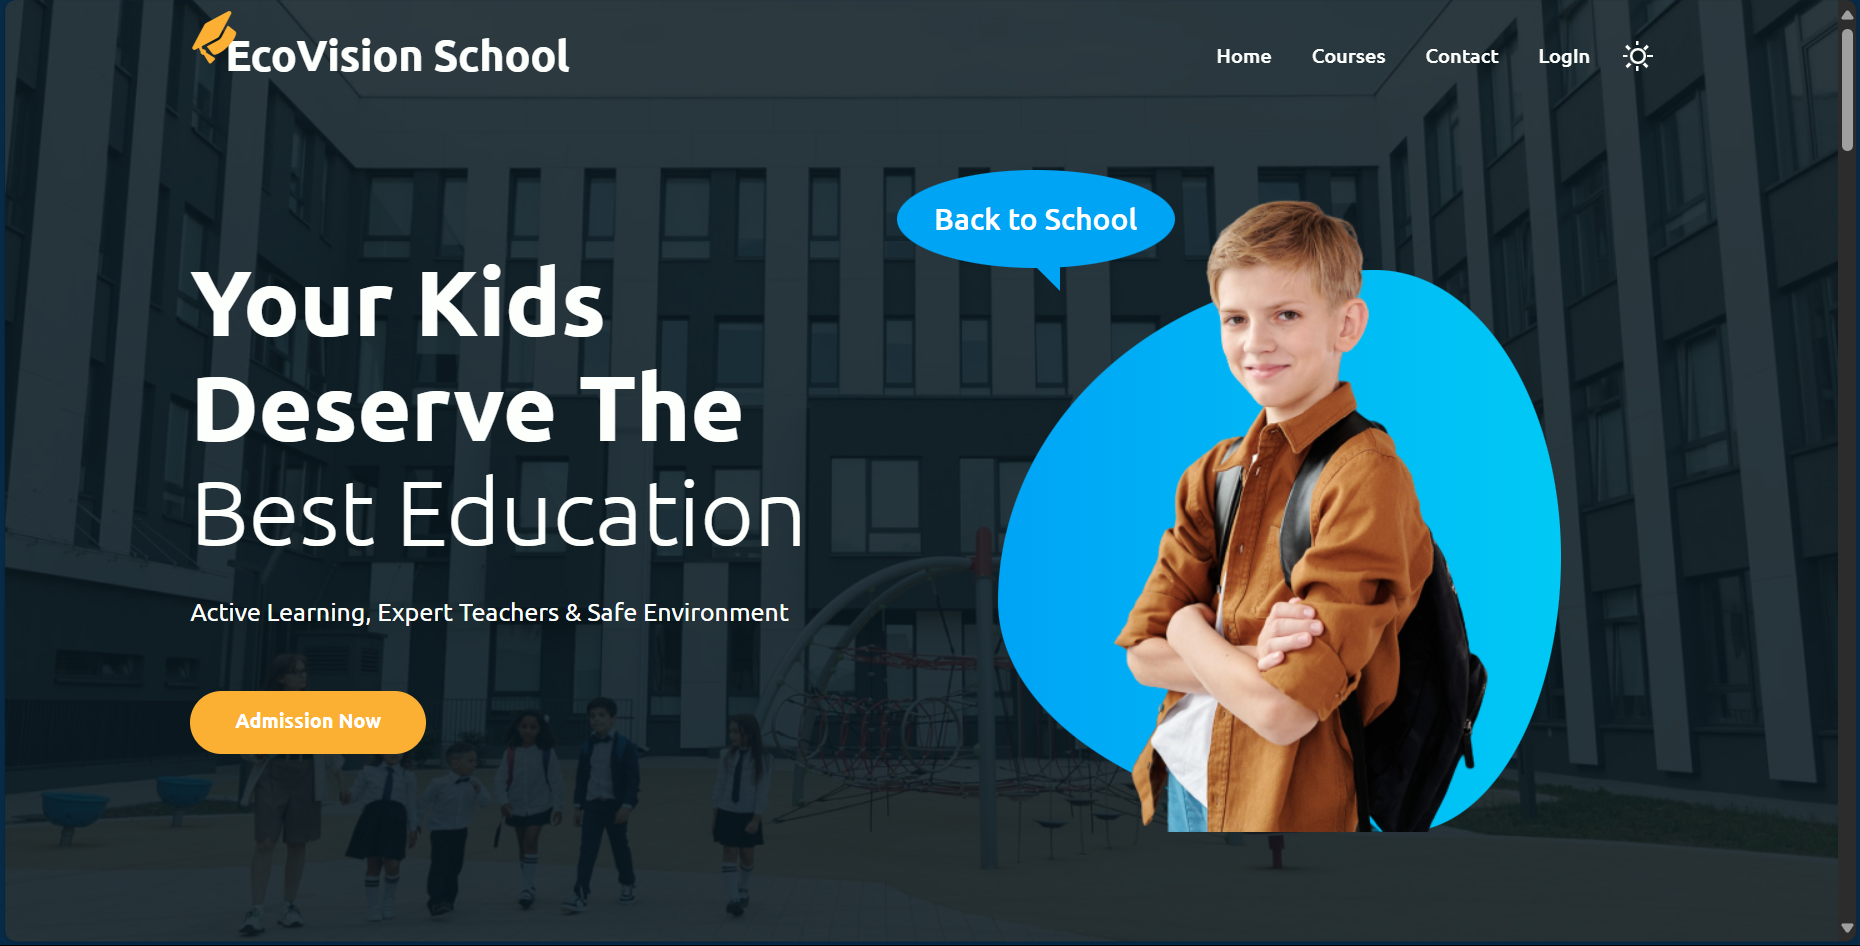 EcoVision School
Home
Courses
Contact
LogIn
Back to School
Your Kids
Deserve The
Best Education
Active Learning, Expert Teachers & Safe Environment
Admission Now